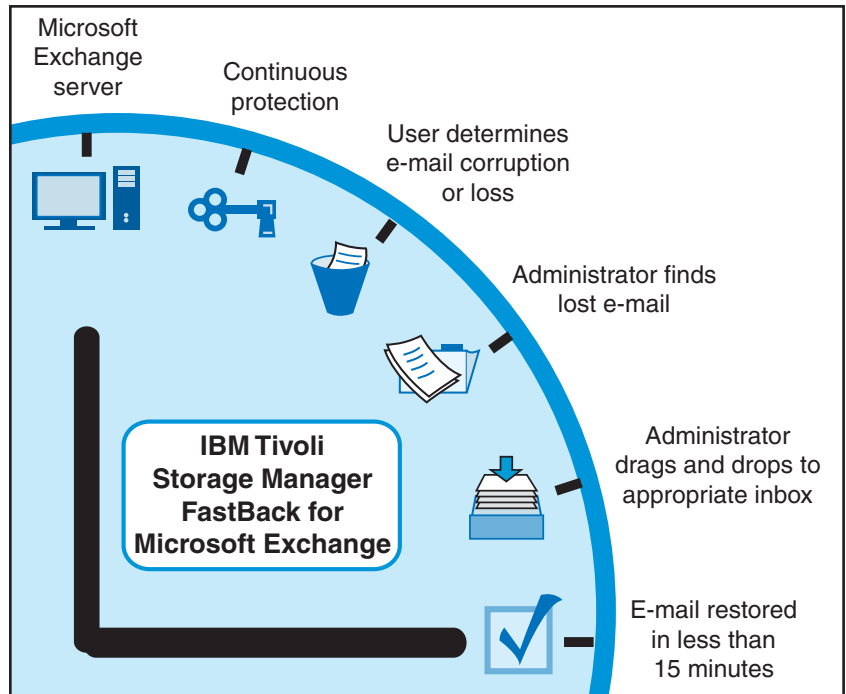 Microsoft
Exchange
server
Continuous
protection
User determines
e-mail corruption
or loss
Administrator finds
lost e-mail
Administrator
drags and drops to
appropriate inbox
E-mail restored
in less than
15 minutes
IBM Tivoli
Storage Manager
FastBack for
Microsoft Exchange